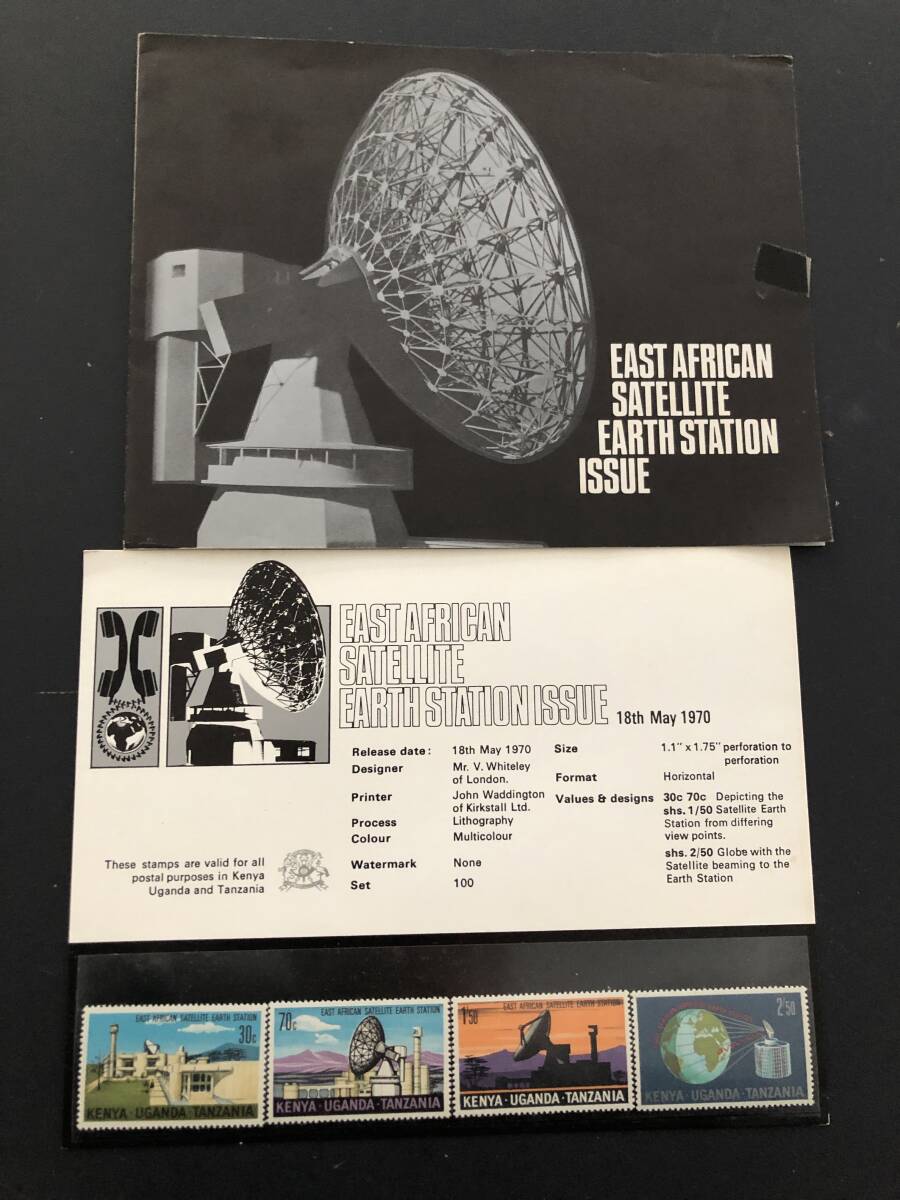 EAST AFRICAN
SATELLITE
EARTH STATION
ISSUE
EAST AFRICAN
SATELLITE
EARTH STATION ISSUE 18th May 1970
Release date: 18th May 1970
Designer Mr. V. Whiteley
of London.
Printer John Waddington
of Kirkstall Ltd.
Process Lithography
Colour Multicolour
Watermark None
Set 100
Size 1.1" x 1.75" perforation to
perforation
Format Horizontal
Values & designs 30c 70c Depicting the
shs. 1/50 Satellite Earth
Station from differing
view points.
shs. 2/50 Globe with the
Satellite beaming to the
Earth Station
These stamps are valid for all
postal purposes in Kenya
Uganda and Tanzania
EAST AFRICAN SATELLITE EARTH STATION
30c
KENYA·UGANDA·TANZANIA
EAST AFRICAN SATELLITE EARTH STATION
70c
KENYA·UGANDA·TANZANIA
EAST AFRICAN SATELLITE EARTH STATION
1'50
KENYA·UGANDA·TANZANIA
2'50
KENYA·UGANDA·TANZANIA